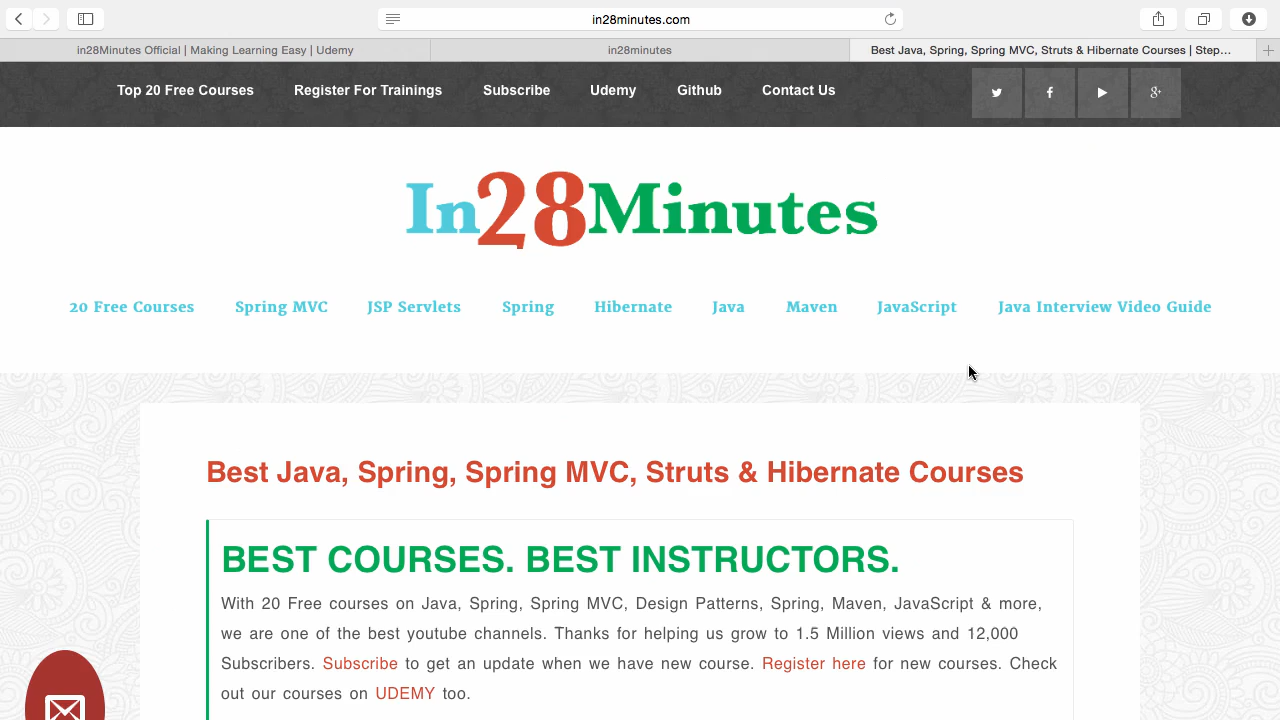 in28minutes.com
in28Minutes Official | Making Learning Easy | Udemy
in28minutes
Best Java, Spring, Spring MVC, Struts & Hibernate Courses | Step...
Top 20 Free Courses
Register For Trainings
Subscribe
Udemy
Github
Contact Us
In28Minutes
20 Free Courses
Spring MVC
JSP Servlets
Spring
Hibernate
Java
Maven
JavaScript
Java Interview Video Guide
Best Java, Spring, Spring MVC, Struts & Hibernate Courses
BEST COURSES. BEST INSTRUCTORS.
With 20 Free courses on Java, Spring, Spring MVC, Design Patterns, Spring, Maven, JavaScript & more,
we are one of the best youtube channels. Thanks for helping us grow to 1.5 Million views and 12,000
Subscribers. Subscribe to get an update when we have new course. Register here for new courses. Check
out our courses on UDEMY too.